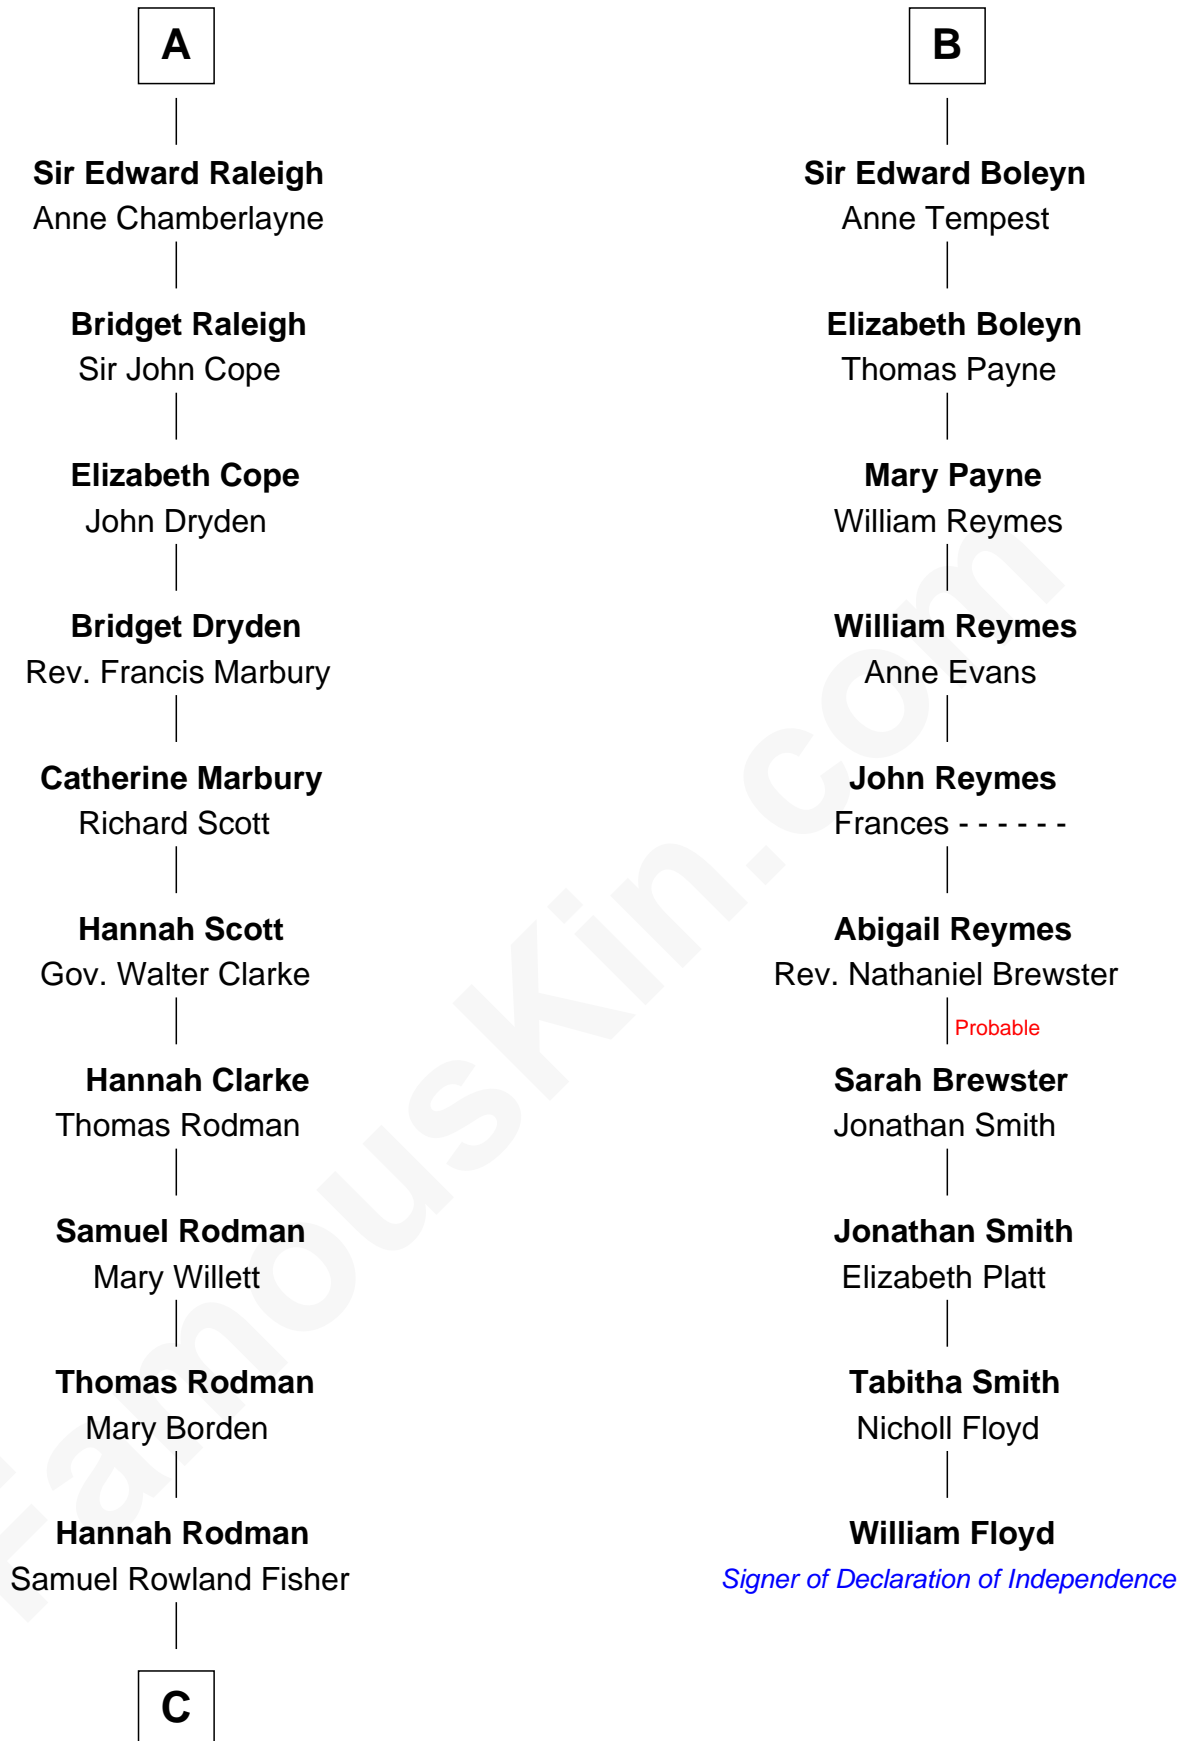 A
Sir Edward Raleigh
Anne Chamberlayne
Bridget Raleigh
Sir John Cope
Elizabeth Cope
John Dryden
Bridget Dryden
Rev. Francis Marbury
Catherine Marbury
Richard Scott
Hannah Scott
Gov. Walter Clarke
Hannah Clarke
Thomas Rodman
Samuel Rodman
Mary Willett
Thomas Rodman
Mary Borden
Hannah Rodman
Samuel Rowland Fisher
C
B
Sir Edward Boleyn
Anne Tempest
Elizabeth Boleyn
Thomas Payne
Mary Payne
William Reymes
William Reymes
Anne Evans
John Reymes
Frances - - - - - -
Abigail Reymes
Rev. Nathaniel Brewster
Probable
Sarah Brewster
Jonathan Smith
Jonathan Smith
Elizabeth Platt
Tabitha Smith
Nicholl Floyd
William Floyd
Signer of Declaration of Independence
FamousKin.com